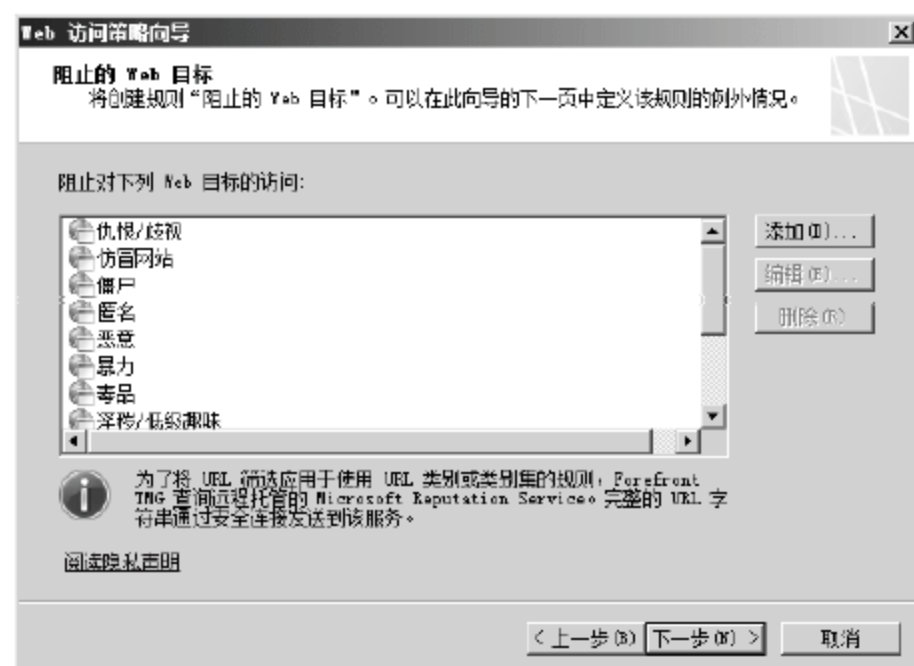 Web 访问策略向导
阻止的 Web 目标
将创建规则“阻止的 Web 目标”。可以在此向导的下一页中定义该规则的例外情况。
阻止对下列 Web 目标的访问:
仇恨/歧视
仿冒网站
僵尸
匿名
恶意
暴力
毒品
淫秽/低级趣味
添加(D)...
编辑(E)...
删除(R)
为了将 URL 筛选应用于使用 URL 类别或类别集的规则，Forefront
TMG 查询远程托管的 Microsoft Reputation Service。完整的 URL 字
符串通过安全连接发送到该服务。
阅读隐私声明
< 上一步(B)
下一步(N) >
取消